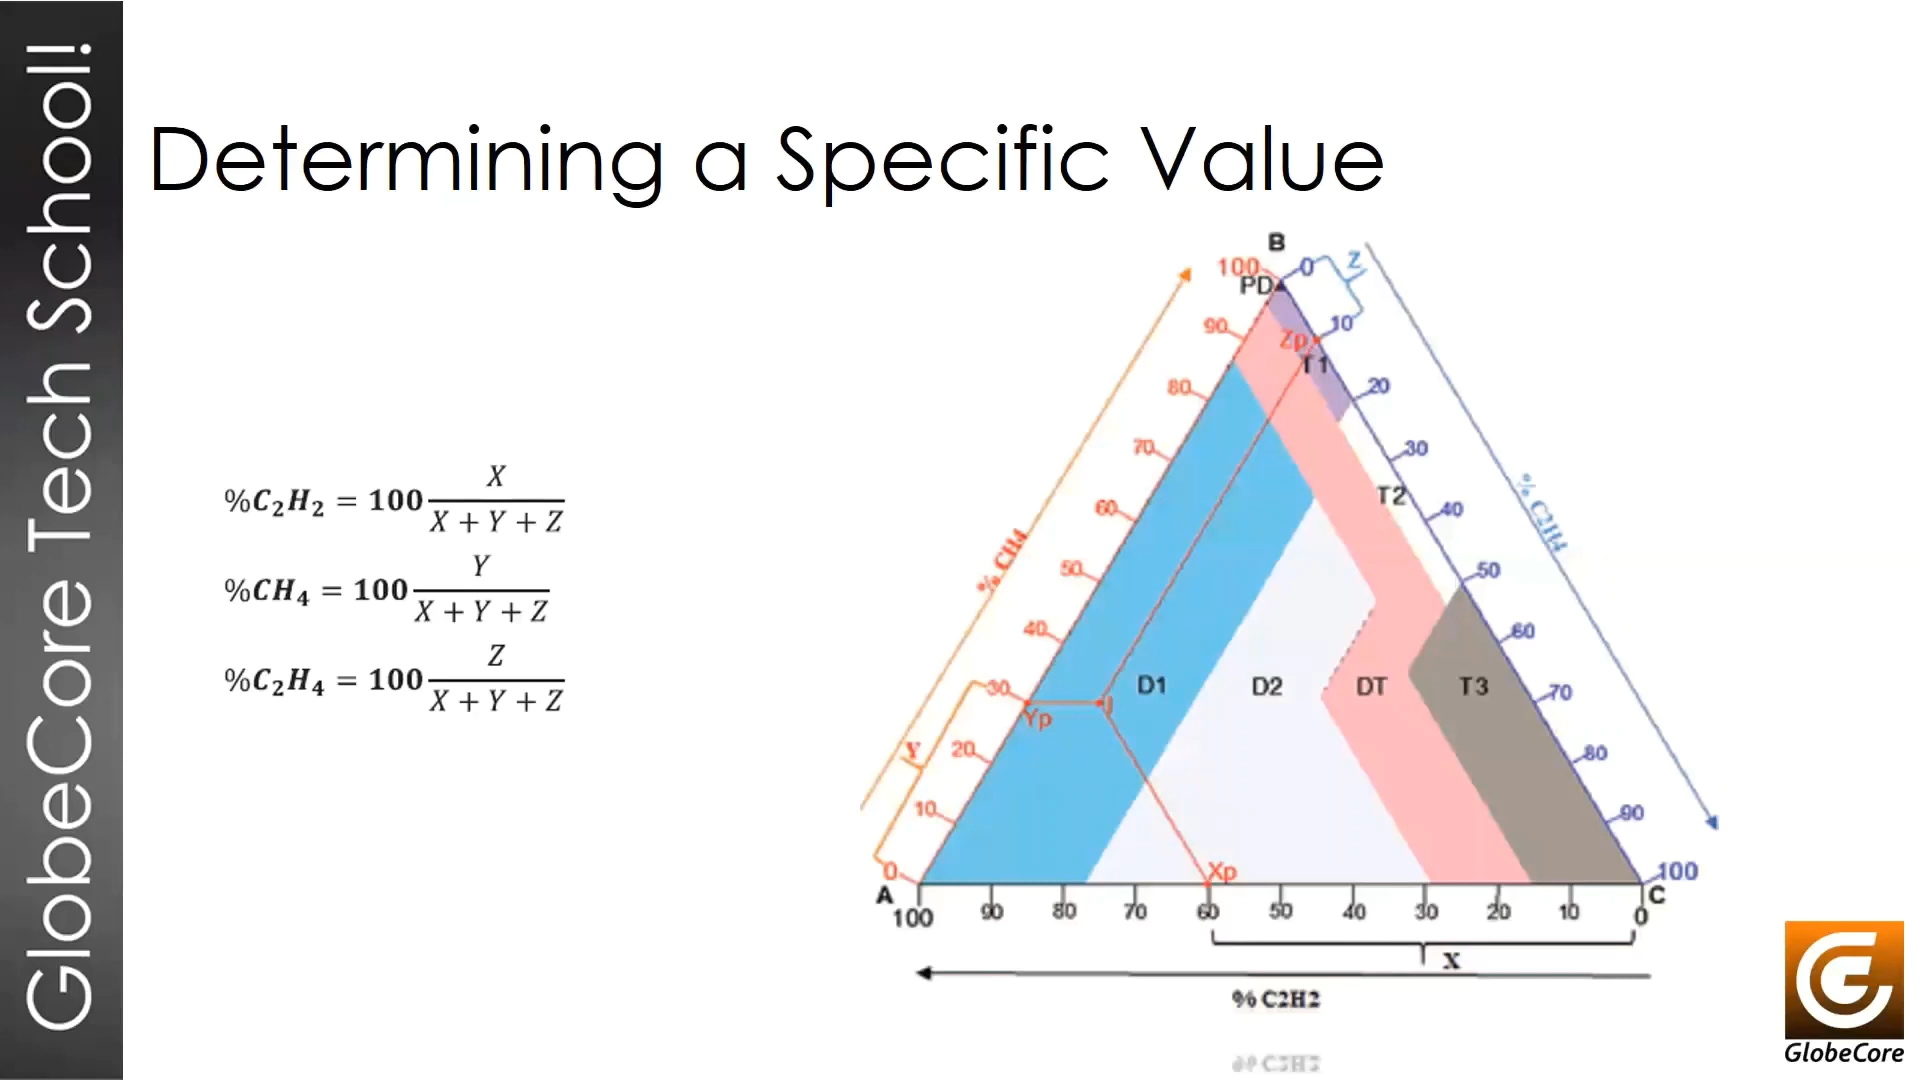 GlobeCore Tech School!
Determining a Specific Value
%C₂H₂ = 100 X / X + Y + Z
%CH₄ = 100 Y / X + Y + Z
%C₂H₄ = 100 Z / X + Y + Z
B
100 0 Z
PD
90 10
Zp
T1
80 20
70 30
T2
60 40
% CH4 % C2H4
50 50
40 60
30 D1 D2 DT T3 70
Yp J
Y 20 80
10 90
0 Xp 100
A C
100 90 80 70 60 50 40 30 20 10 0
X
% C2H2
% C2H2
GlobeCore